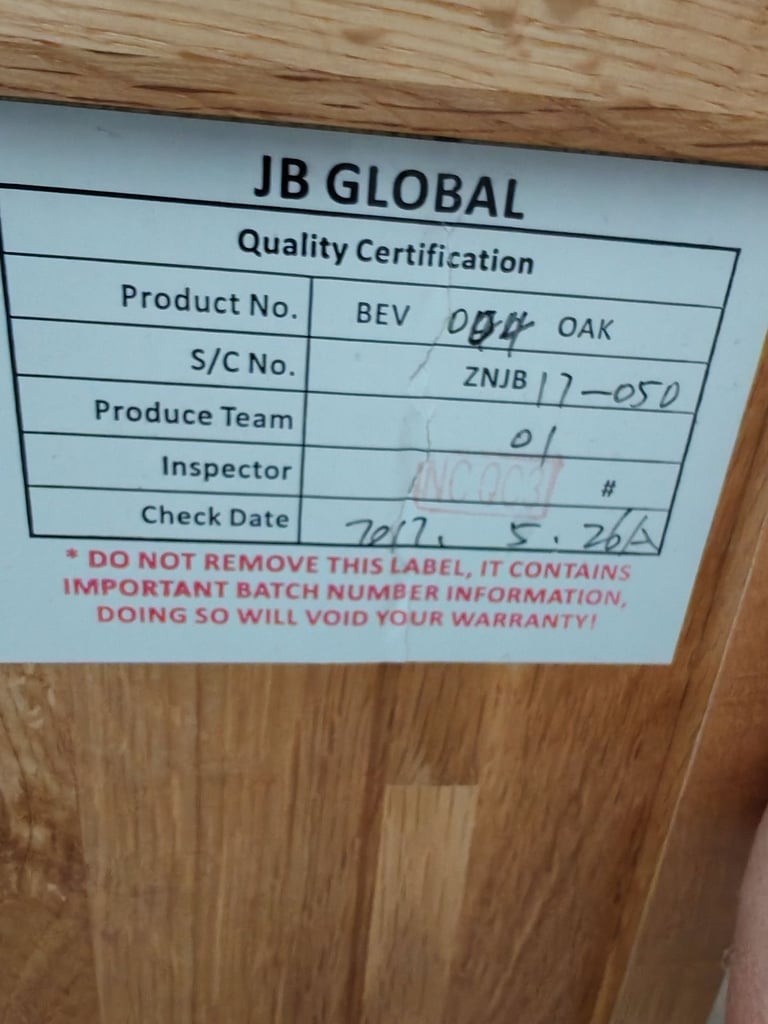 JB GLOBAL
Quality Certification
Product No. BEV OAK
S/C No. ZNJB 17-050
Produce Team 01
Inspector NCQC3 #
Check Date 2017. 5. 26
* DO NOT REMOVE THIS LABEL, IT CONTAINS
IMPORTANT BATCH NUMBER INFORMATION,
DOING SO WILL VOID YOUR WARRANTY!